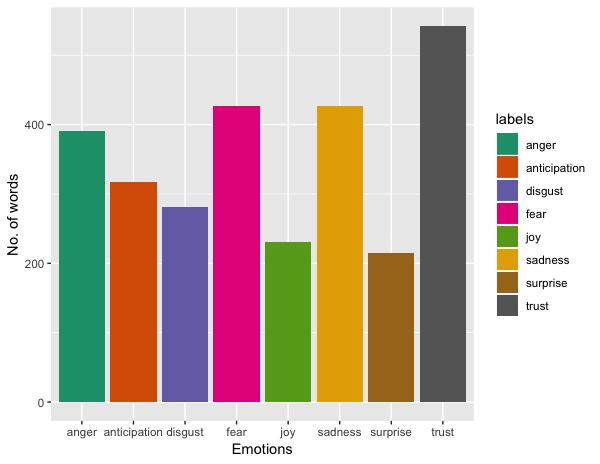 No. of words
400
200
0
anger anticipation disgust fear joy sadness surprise trust
Emotions
labels
anger
anticipation
disgust
fear
joy
sadness
surprise
trust